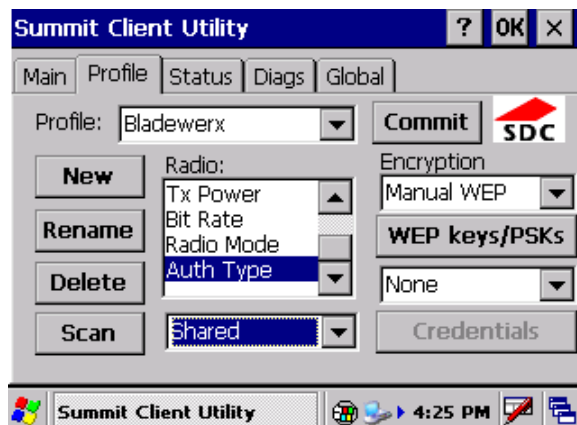 Summit Client Utility ? OK ×
Main Profile Status Diags Global
Profile: Bladewerx Commit SDC
New Radio: Encryption
Tx Power Manual WEP
Bit Rate
Rename Radio Mode WEP keys/PSKs
Auth Type
Delete None
Scan Shared Credentials
Summit Client Utility 4:25 PM